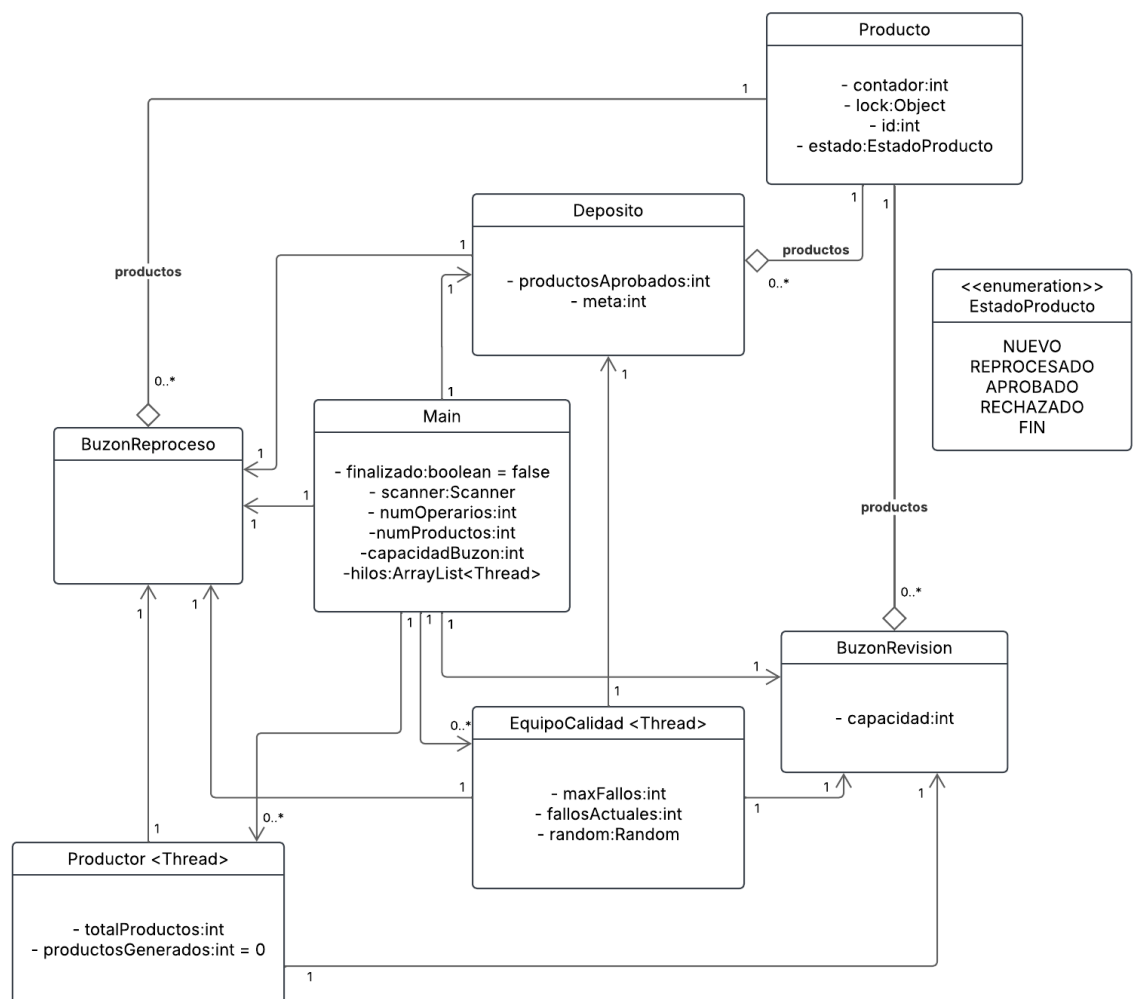 Producto
- contador:int
- lock:Object
- id:int
- estado:EstadoProducto
1
1
1
productos
0..*
Deposito
- productosAprobados:int
- meta:int
productos
0..*
1
1
1
1
<<enumeration>>
EstadoProducto
NUEVO
REPROCESADO
APROBADO
RECHAZADO
FIN
BuzonReproceso
1
1
1
1
Main
- finalizado:boolean = false
- scanner:Scanner
- numOperarios:int
-numProductos:int
-capacidadBuzon:int
-hilos:ArrayList<Thread>
1
1
1
1
productos
0..*
BuzonRevision
- capacidad:int
1
1
1
EquipoCalidad <Thread>
- maxFallos:int
- fallosActuales:int
- random:Random
0..*
1
1
1
Productor <Thread>
- totalProductos:int
- productosGenerados:int = 0
1
0..*
1